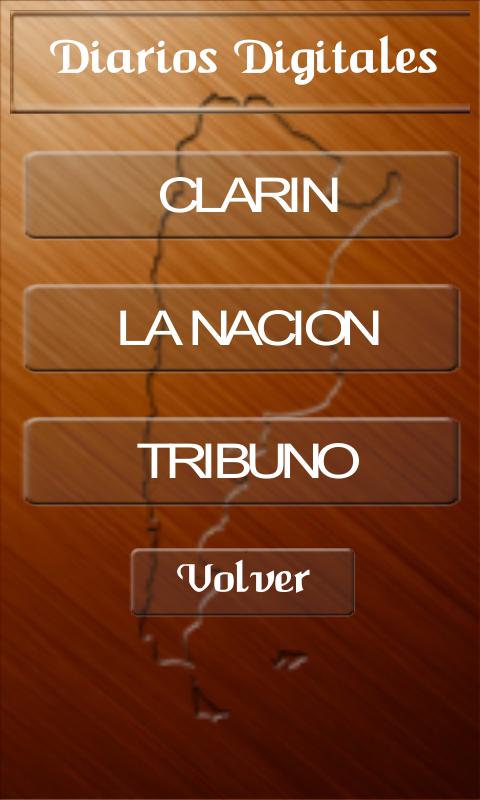 Diarios Digitales
CLARIN
LA NACION
TRIBUNO
Volver